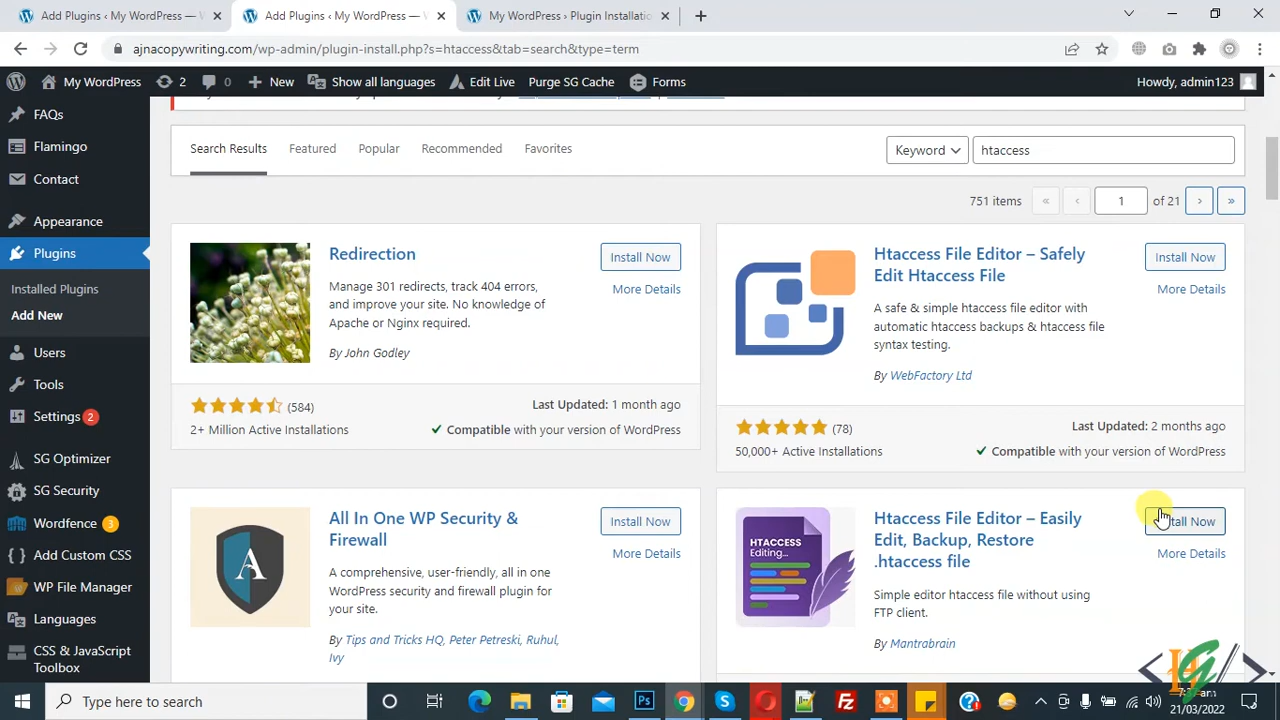 Add Plugins ‹ My WordPress —
Add Plugins ‹ My WordPress —
My WordPress › Plugin Installatio
ajnacopywriting.com/wp-admin/plugin-install.php?s=htaccess&tab=search&type=term
My WordPress
2
0
New
Show all languages
Edit Live
Purge SG Cache
Forms
Howdy, admin123
FAQs
Flamingo
Contact
Appearance
Plugins
Installed Plugins
Add New
Users
Tools
Settings 2
SG Optimizer
SG Security
Wordfence 3
Add Custom CSS
WP File Manager
Languages
CSS & JavaScript
Toolbox
Search Results
Featured
Popular
Recommended
Favorites
Keyword
htaccess
751 items
«
‹
1
of 21
›
»
Redirection
Install Now
More Details
Manage 301 redirects, track 404 errors,
and improve your site. No knowledge of
Apache or Nginx required.
By John Godley
(584)
Last Updated: 1 month ago
2+ Million Active Installations
Compatible with your version of WordPress
Htaccess File Editor – Safely
Edit Htaccess File
Install Now
More Details
A safe & simple htaccess file editor with
automatic htaccess backups & htaccess file
syntax testing.
By WebFactory Ltd
(78)
Last Updated: 2 months ago
50,000+ Active Installations
Compatible with your version of WordPress
A
All In One WP Security &
Firewall
Install Now
More Details
A comprehensive, user-friendly, all in one
WordPress security and firewall plugin for
your site.
By Tips and Tricks HQ, Peter Petreski, Ruhul,
Ivy
HTACCESS
Editing...
Htaccess File Editor – Easily
Edit, Backup, Restore
.htaccess file
Now
More Details
Simple editor htaccess file without using
FTP client.
By Mantrabrain
Type here to search
21/03/2022